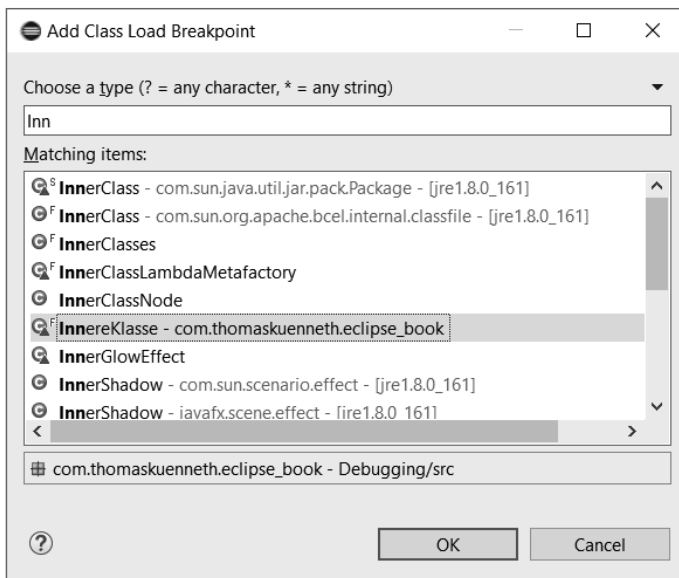 Add Class Load Breakpoint
Choose a type (? = any character, * = any string)
Inn
Matching items:
S InnerClass - com.sun.java.util.jar.pack.Package - [jre1.8.0_161]
F InnerClass - com.sun.org.apache.bcel.internal.classfile - [jre1.8.0_161]
F InnerClasses
F InnerClassLambdaMetafactory
InnerClassNode
F InnereKlasse - com.thomaskuenneth.eclipse_book
InnerGlowEffect
InnerShadow - com.sun.scenario.effect - [jre1.8.0_161]
InnerShadow - javafx.scene.effect - [jre1.8.0_161]
com.thomaskuenneth.eclipse_book - Debugging/src
?
OK Cancel